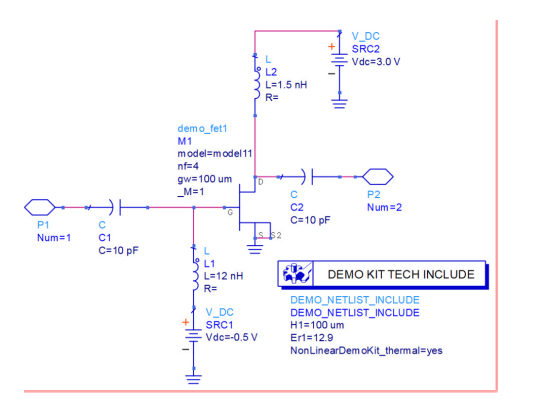 V_DC
SRC2
Vdc=3.0 V
+
L
L2
L=1.5 nH
R=
demo_fet1
M1
model=model11
nf=4
gw=100 um
_M=1
D
G
S
S2
C
C2
C=10 pF
P2
Num=2
P1
Num=1
C
C1
C=10 pF
L
L1
L=12 nH
R=
V_DC
SRC1
Vdc=-0.5 V
+
DEMO KIT TECH INCLUDE
DEMO_NETLIST_INCLUDE
DEMO_NETLIST_INCLUDE
H1=100 um
Er1=12.9
NonLinearDemoKit_thermal=yes